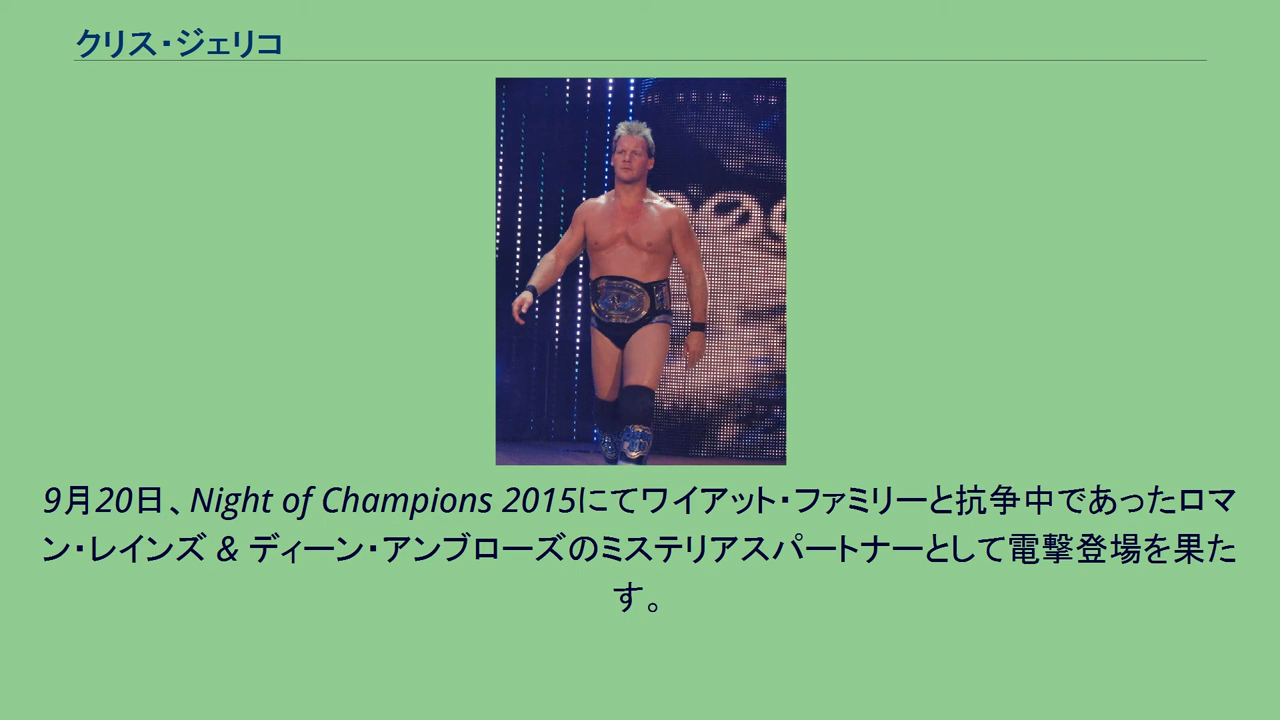 クリス・ジェリコ
9月20日、Night of Champions 2015にてワイアット・ファミリーと抗争中であったロマ
ン・レインズ & ディーン・アンブローズのミステリアスパートナーとして電撃登場を果た
す。